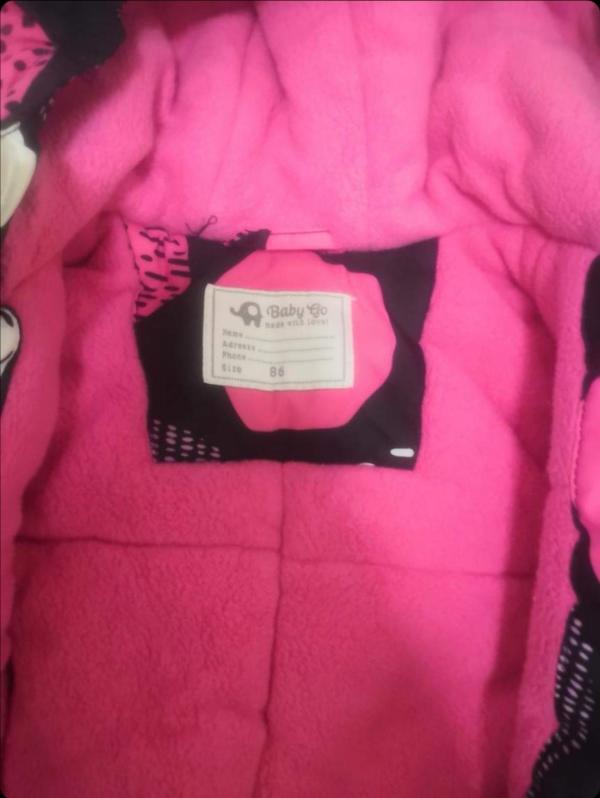 Baby Go
made with love!
Name
Adress
Phone
Size 86